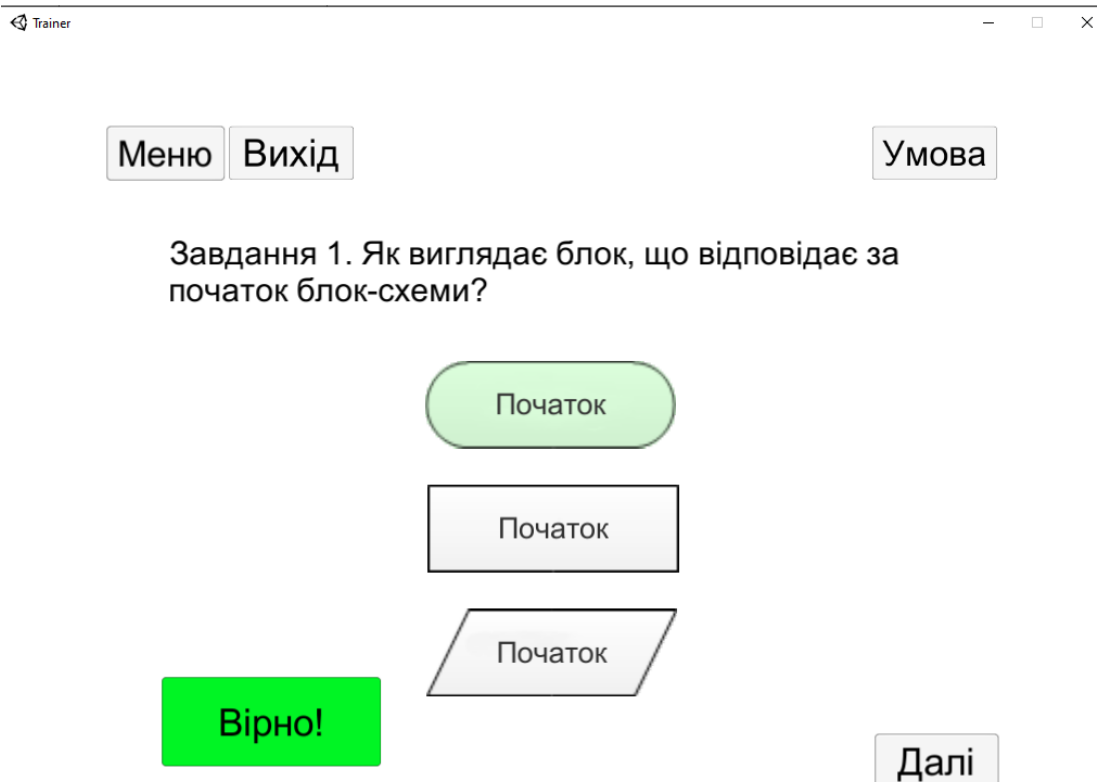 Trainer
Меню Вихід Умова
Завдання 1. Як виглядає блок, що відповідає за
початок блок-схеми?
Початок
Початок
Початок
Вірно!
Далі